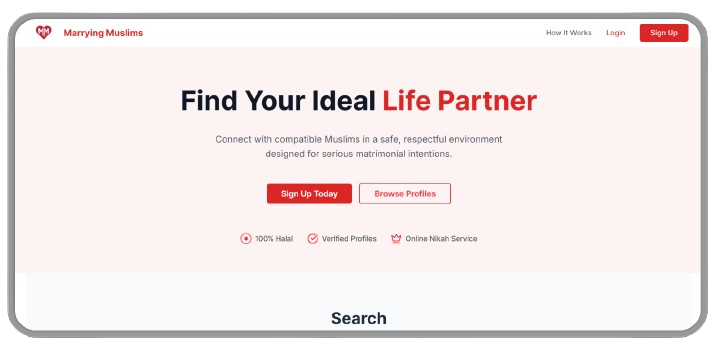 MM
Marrying Muslims
How It Works
Login
Sign Up
Find Your Ideal Life Partner
Connect with compatible Muslims in a safe, respectful environment
designed for serious matrimonial intentions.
Sign Up Today
Browse Profiles
100% Halal
Verified Profiles
Online Nikah Service
Search